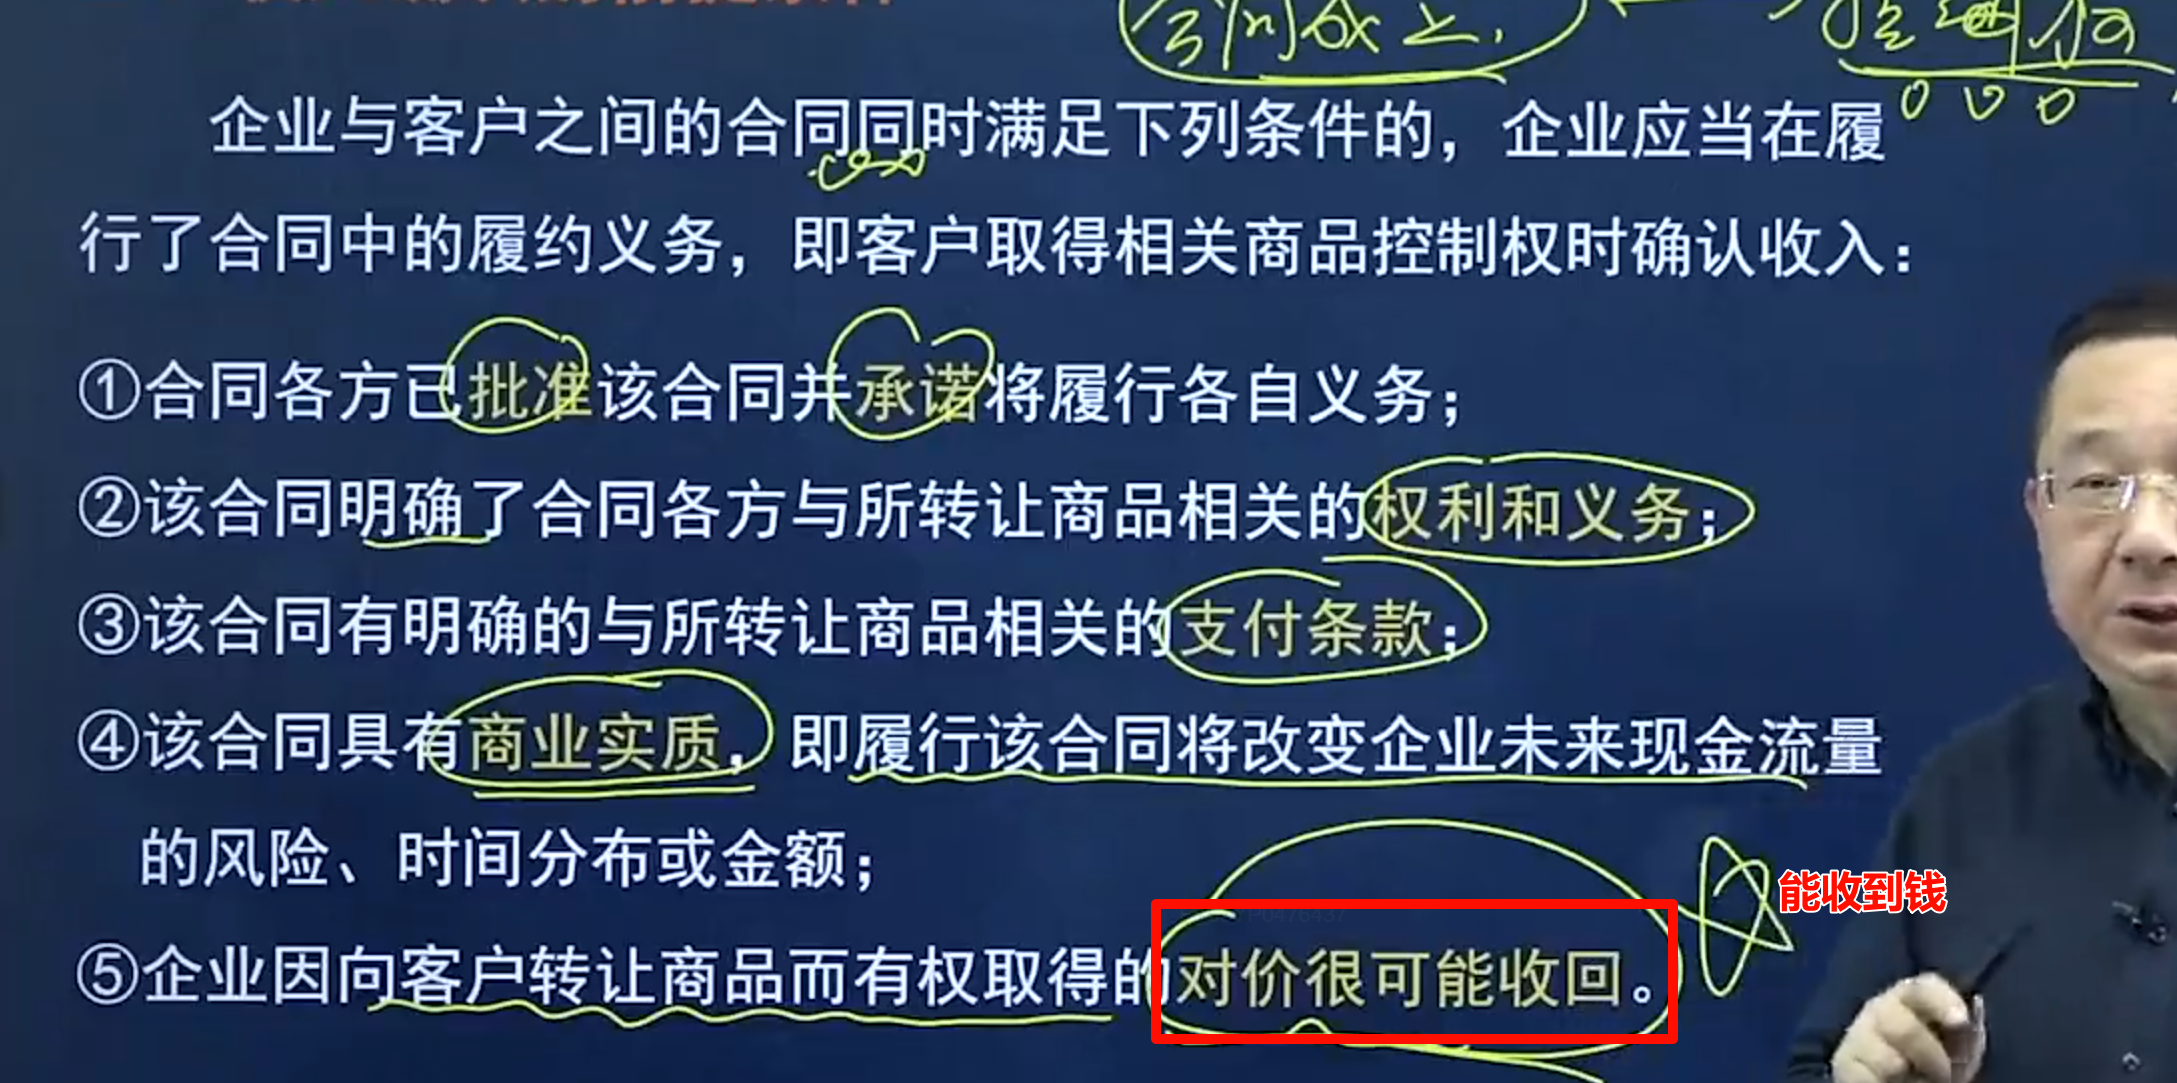 合同成立.
企业与客户之间的合同同时满足下列条件的，企业应当在履
行了合同中的履约义务，即客户取得相关商品控制权时确认收入：
①合同各方已批准该合同并承诺将履行各自义务；
②该合同明确了合同各方与所转让商品相关的权利和义务；
③该合同有明确的与所转让商品相关的支付条款；
④该合同具有商业实质，即履行该合同将改变企业未来现金流量
的风险、时间分布或金额；
能收到钱
⑤企业因向客户转让商品而有权取得的对价很可能收回。